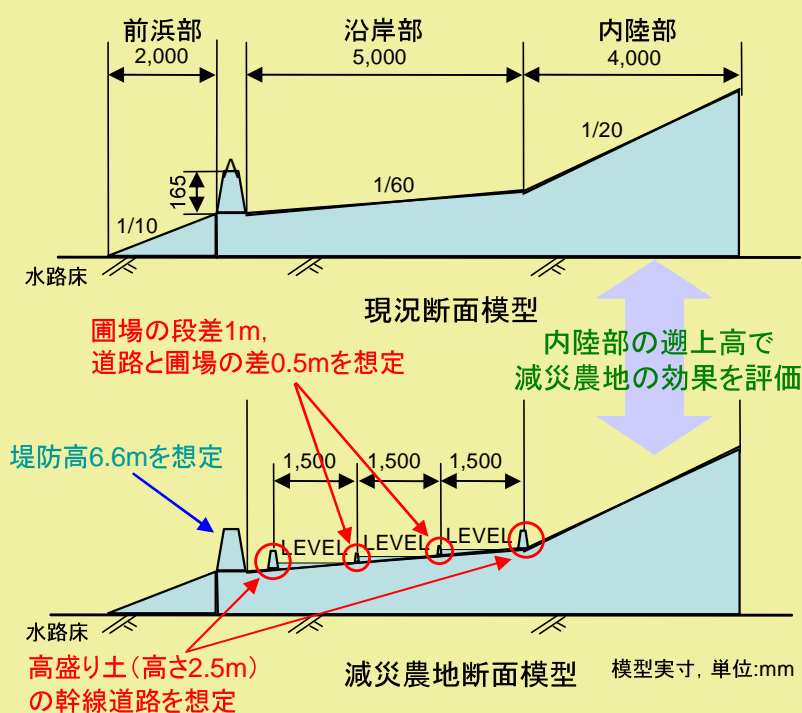 前浜部
沿岸部
内陸部
2,000
5,000
4,000
165
1/10
1/60
1/20
水路床
現況断面模型
圃場の段差1m,
道路と圃場の差0.5mを想定
内陸部の遡上高で
減災農地の効果を評価
堤防高6.6mを想定
1,500
1,500
1,500
LEVEL
LEVEL
LEVEL
水路床
高盛り土(高さ2.5m)
の幹線道路を想定
減災農地断面模型
模型実寸, 単位:mm